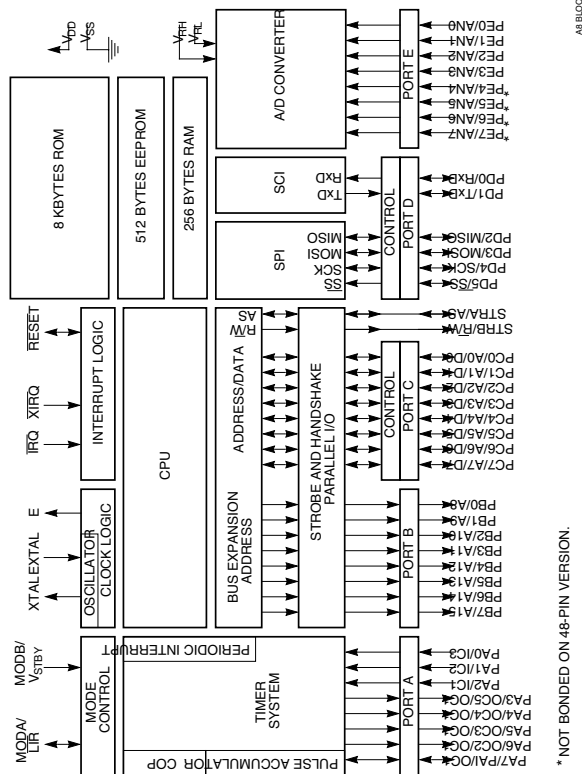 MODA/
LIR
MODB/
VSTBY
XTAL
EXTAL
E
IRQ
XIRQ
RESET
VDD
VSS
VRH
VRL
MODE
CONTROL
OSCILLATOR
CLOCK LOGIC
INTERRUPT LOGIC
8 KBYTES ROM
512 BYTES EEPROM
256 BYTES RAM
PULSE ACCUMULATOR
COP
PERIODIC INTERRUPT
TIMER
SYSTEM
CPU
BUS EXPANSION
ADDRESS
ADDRESS/DATA
R/W
AS
STROBE AND HANDSHAKE
PARALLEL I/O
SPI
SS
SCK
MOSI
MISO
SCI
TxD
RxD
A/D CONVERTER
CONTROL
CONTROL
PORT A
PORT B
PORT C
PORT D
PORT E
PA7/PAI/OC1
PA6/OC2/OC1
PA5/OC3/OC1
PA4/OC4/OC1
PA3/OC5/OC1
PA2/IC1
PA1/IC2
PA0/IC3
PB7/A15
PB6/A14
PB5/A13
PB4/A12
PB3/A11
PB2/A10
PB1/A9
PB0/A8
PC7/A7/D7
PC6/A6/D6
PC5/A5/D5
PC4/A4/D4
PC3/A3/D3
PC2/A2/D2
PC1/A1/D1
PC0/A0/D0
STRB/R/W
STRA/AS
PD5/SS
PD4/SCK
PD3/MOSI
PD2/MISO
PD1/TxD
PD0/RxD
*PE7/AN7
*PE6/AN6
*PE5/AN5
*PE4/AN4
PE3/AN3
PE2/AN2
PE1/AN1
PE0/AN0
* NOT BONDED ON 48-PIN VERSION.
A8 BLOC